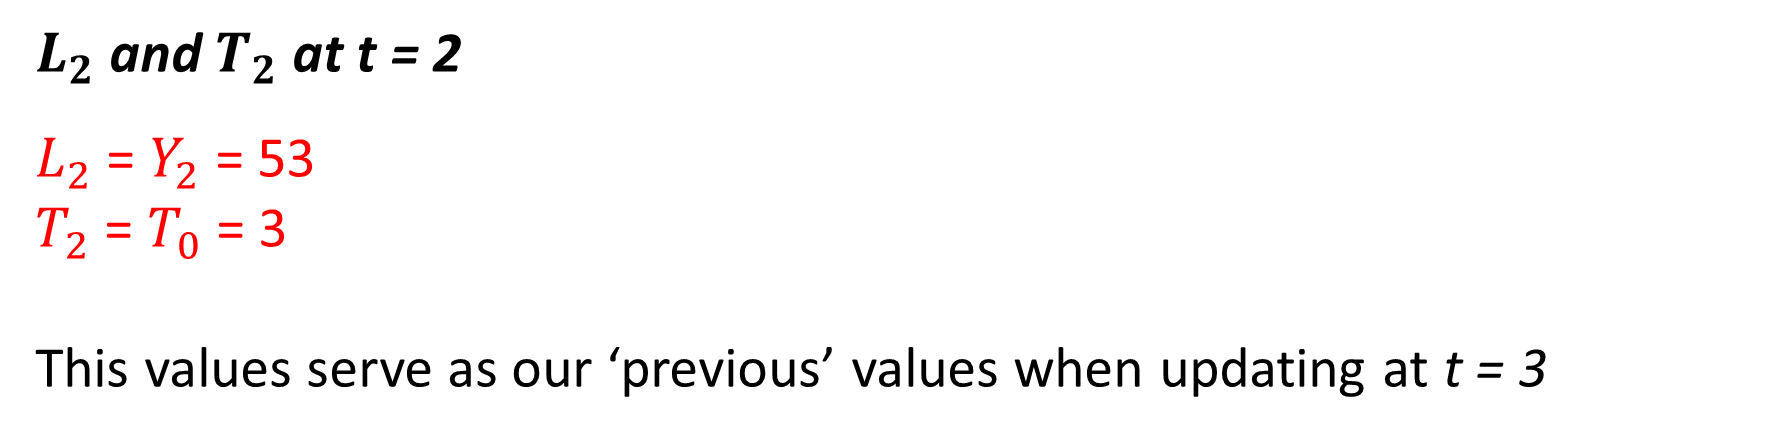 L₂ and T₂ at t = 2
L₂ = Y₂ = 53
T₂ = T₀ = 3
This values serve as our ‘previous’ values when updating at t = 3